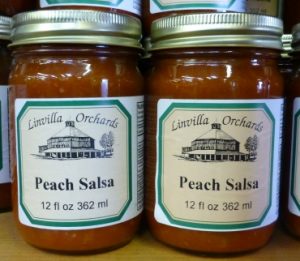 Linvilla Orchards
Peach Salsa
12 fl oz 362 ml
Linvilla Orchards
Peach Salsa
12 fl oz 362 ml